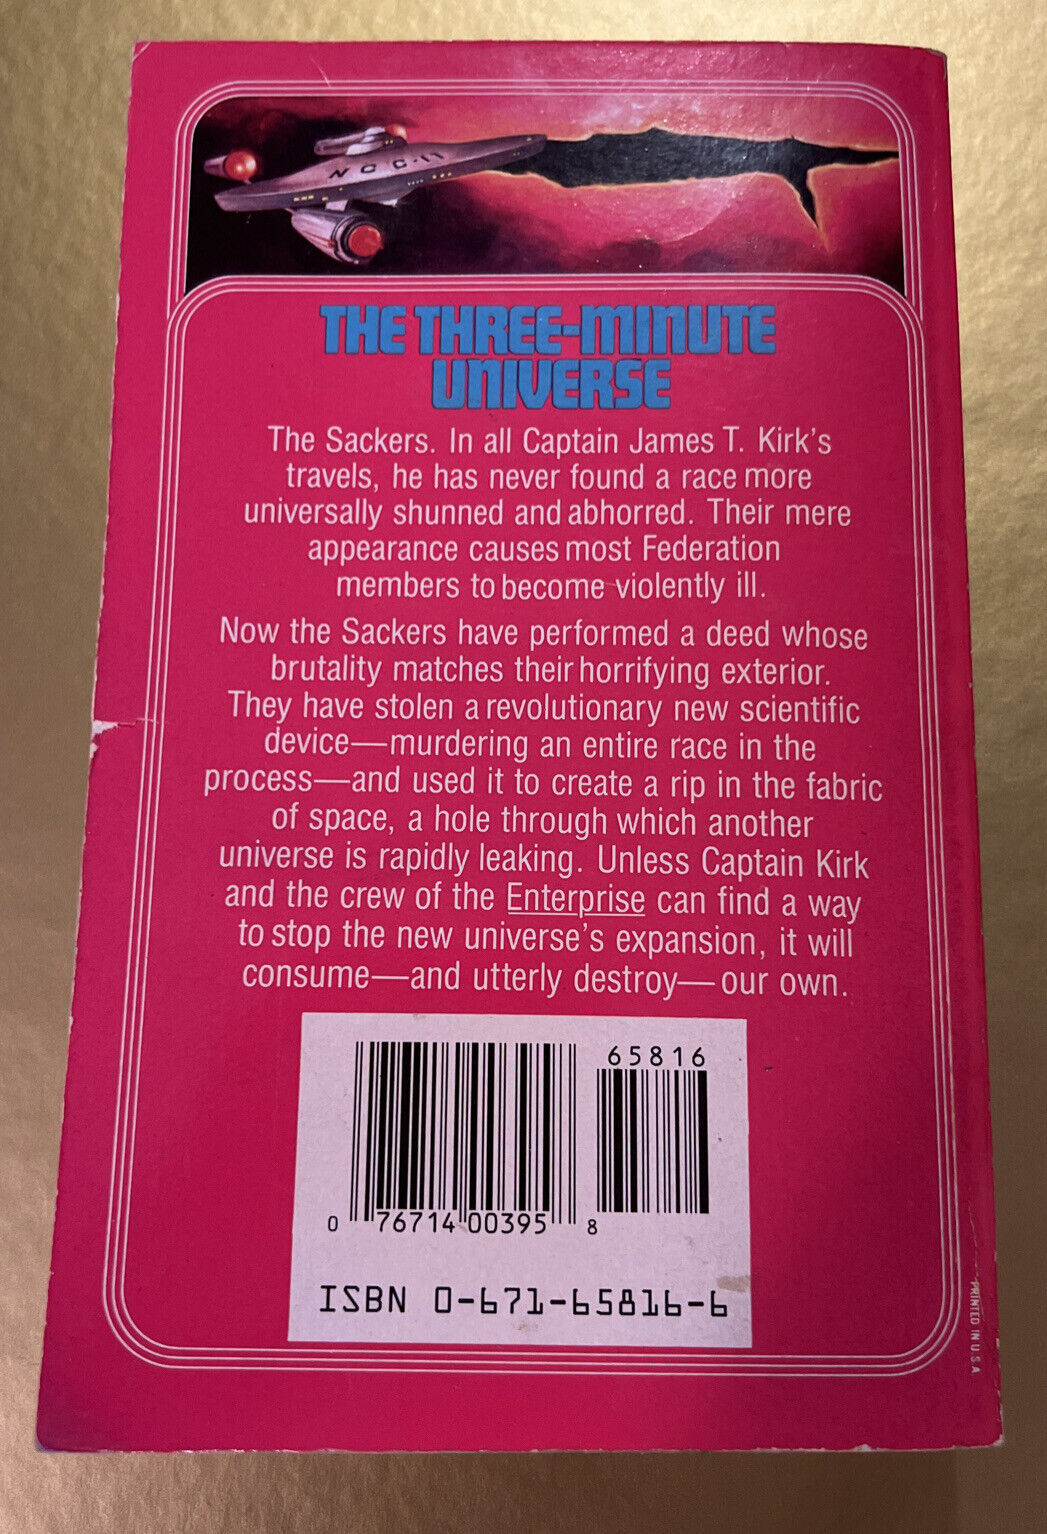 NCC-11
THE THREE-MINUTE
UNIVERSE
The Sackers. In all Captain James T. Kirk's
travels, he has never found a race more
universally shunned and abhorred. Their mere
appearance causes most Federation
members to become violently ill.
Now the Sackers have performed a deed whose
brutality matches their horrifying exterior.
They have stolen a revolutionary new scientific
device—murdering an entire race in the
process—and used it to create a rip in the fabric
of space, a hole through which another
universe is rapidly leaking. Unless Captain Kirk
and the crew of the Enterprise can find a way
to stop the new universe's expansion, it will
consume—and utterly destroy—our own.
65816
0 76714 00395 8
ISBN 0-671-65816-6
PRINTED IN U.S.A